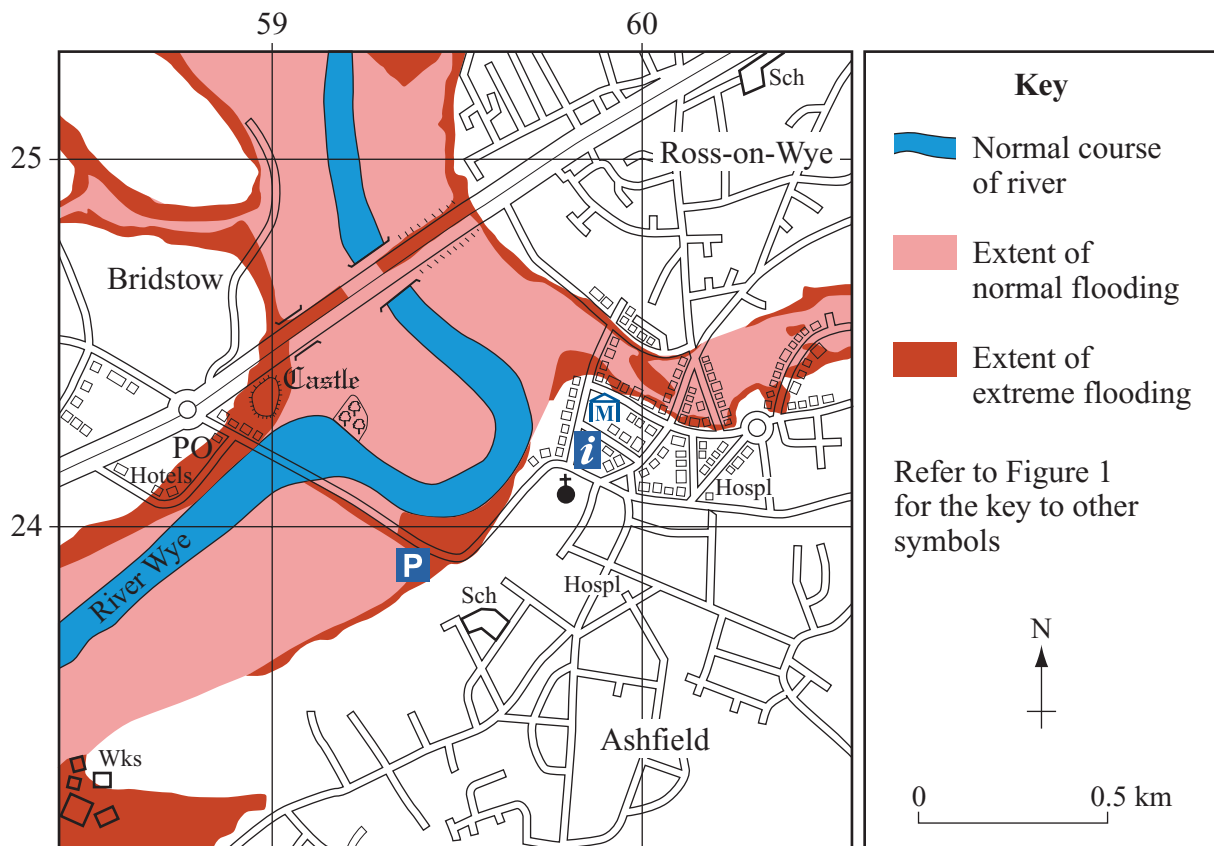 59
60
Sch
25
Ross-on-Wye
Bridstow
Castle
M
PO
i
Hotels
Hospl
24
River Wye
P
Hospl
Sch
Ashfield
Wks
Key
Normal course
of river
Extent of
normal flooding
Extent of
extreme flooding
Refer to Figure 1
for the key to other
symbols
N
0
0.5 km